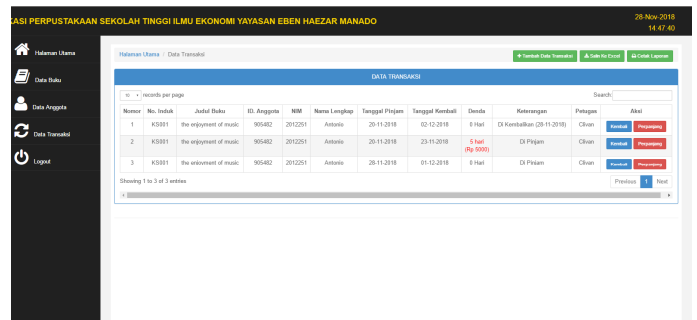 KASI PERPUSTAKAAN SEKOLAH TINGGI ILMU EKONOMI YAYASAN EBEN HAEZAR MANADO
28-Nov-2018
14:47:40
Halaman Utama
Data Buku
Data Anggota
Data Transaksi
Logout
Halaman Utama / Data Transaksi
+ Tambah Data Transaksi Salin Ke Excel Cetak Laporan
DATA TRANSAKSI
10 records per page Search:
Nomor No. Induk Judul Buku ID. Anggota NIM Nama Lengkap Tanggal Pinjam Tanggal Kembali Denda Keterangan Petugas Aksi
1 KS001 the enjoyment of music 905482 2012251 Antonio 20-11-2018 02-12-2018 0 Hari Di Kembalikan (28-11-2018) Clivan Kembali Perpanjang
2 KS001 the enjoyment of music 905482 2012251 Antonio 20-11-2018 23-11-2018 5 hari (Rp 5000) Di Pinjam Clivan Kembali Perpanjang
3 KS001 the enjoyment of music 905482 2012251 Antonio 28-11-2018 01-12-2018 0 Hari Di Pinjam Clivan Kembali Perpanjang
Showing 1 to 3 of 3 entries
Previous 1 Next